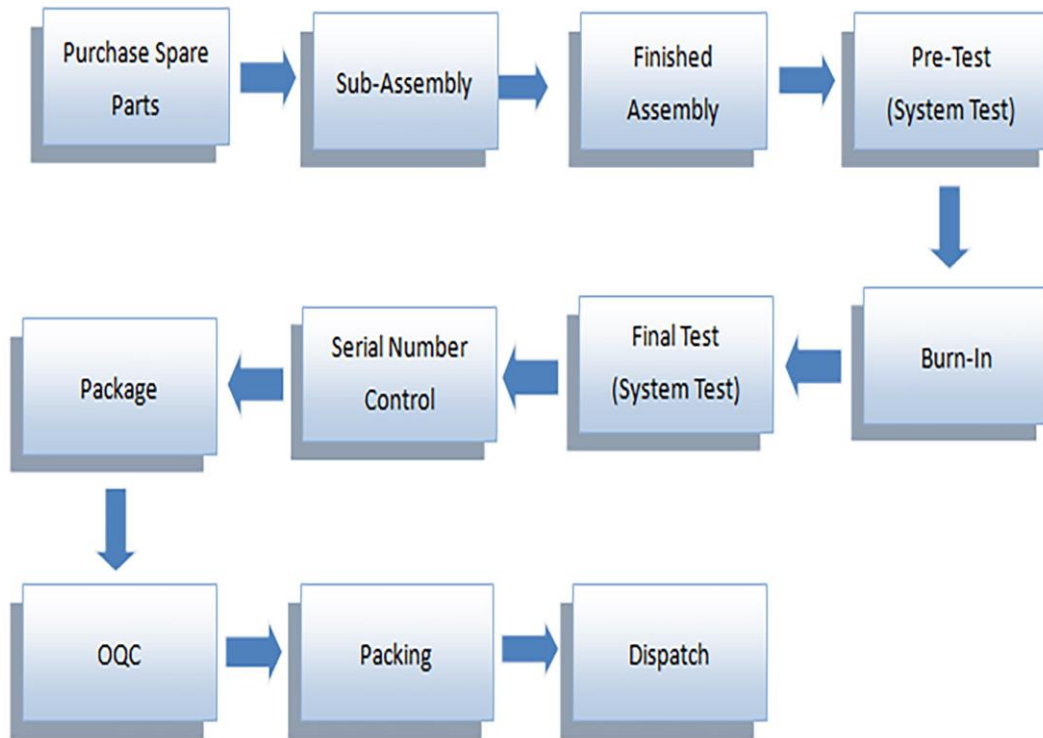 Purchase Spare
Parts
Sub-Assembly
Finished
Assembly
Pre-Test
(System Test)
Burn-In
Final Test
(System Test)
Serial Number
Control
Package
OQC
Packing
Dispatch